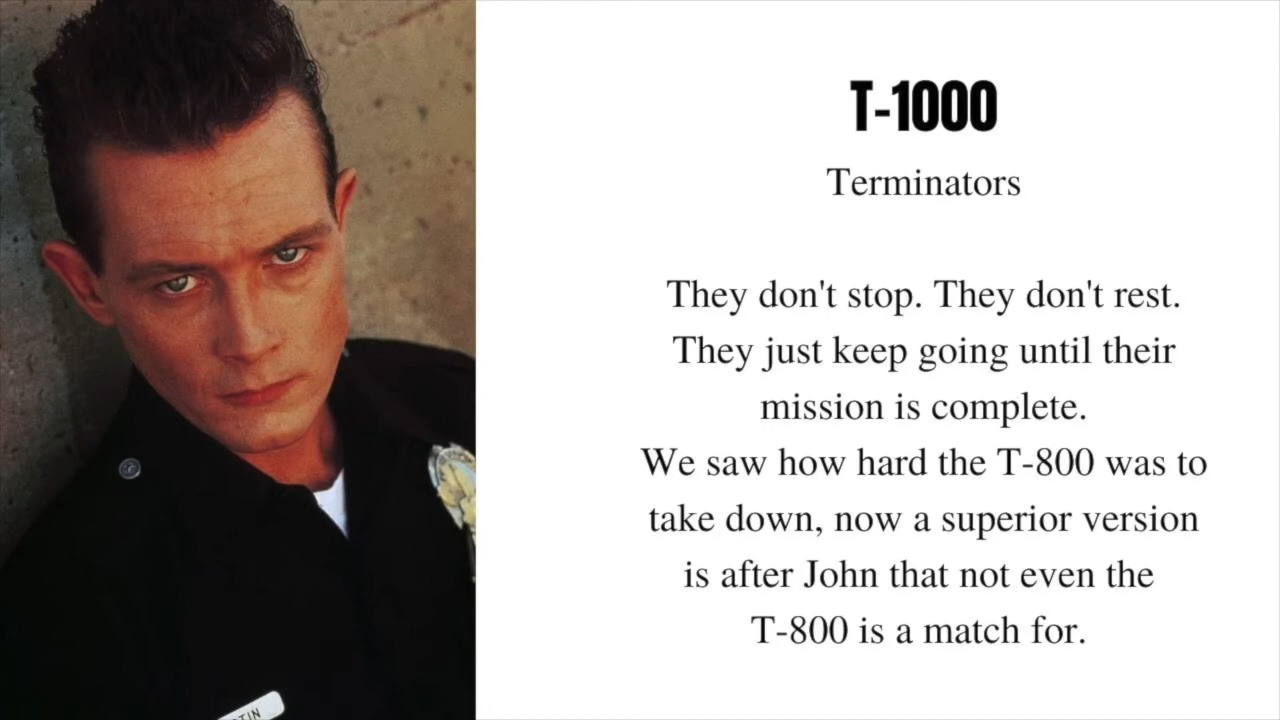 T-1000
Terminators
They don't stop. They don't rest.
They just keep going until their
mission is complete.
We saw how hard the T-800 was to
take down, now a superior version
is after John that not even the
T-800 is a match for.
TIN